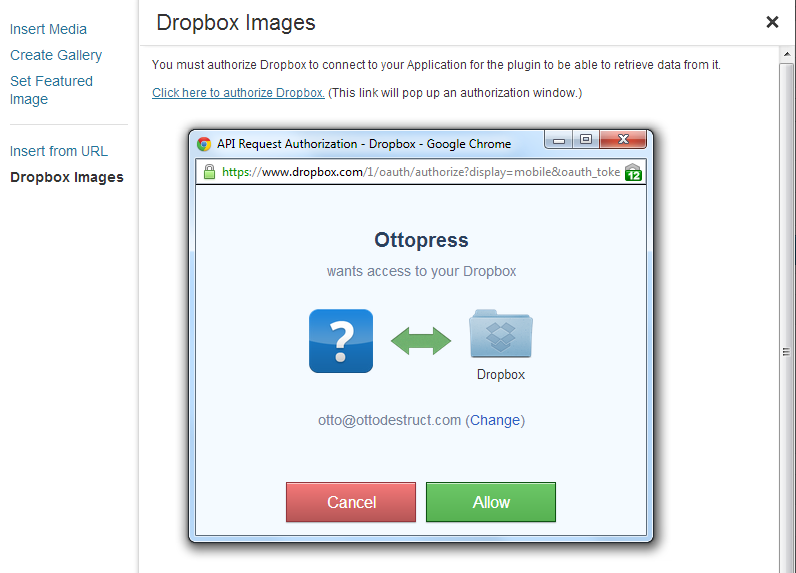 Insert Media
Create Gallery
Set Featured
Image
Insert from URL
Dropbox Images
Dropbox Images
You must authorize Dropbox to connect to your Application for the plugin to be able to retrieve data from it.
Click here to authorize Dropbox. (This link will pop up an authorization window.)
API Request Authorization - Dropbox - Google Chrome
https://www.dropbox.com/1/oauth/authorize?display=mobile&oauth_toke
12
Ottopress
wants access to your Dropbox
?
Dropbox
otto@ottodestruct.com (Change)
Cancel
Allow